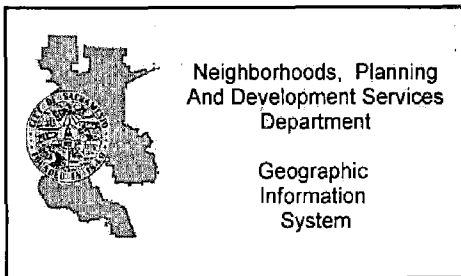 Neighborhoods, Planning
And Development Services
Department
Geographic
Information
System